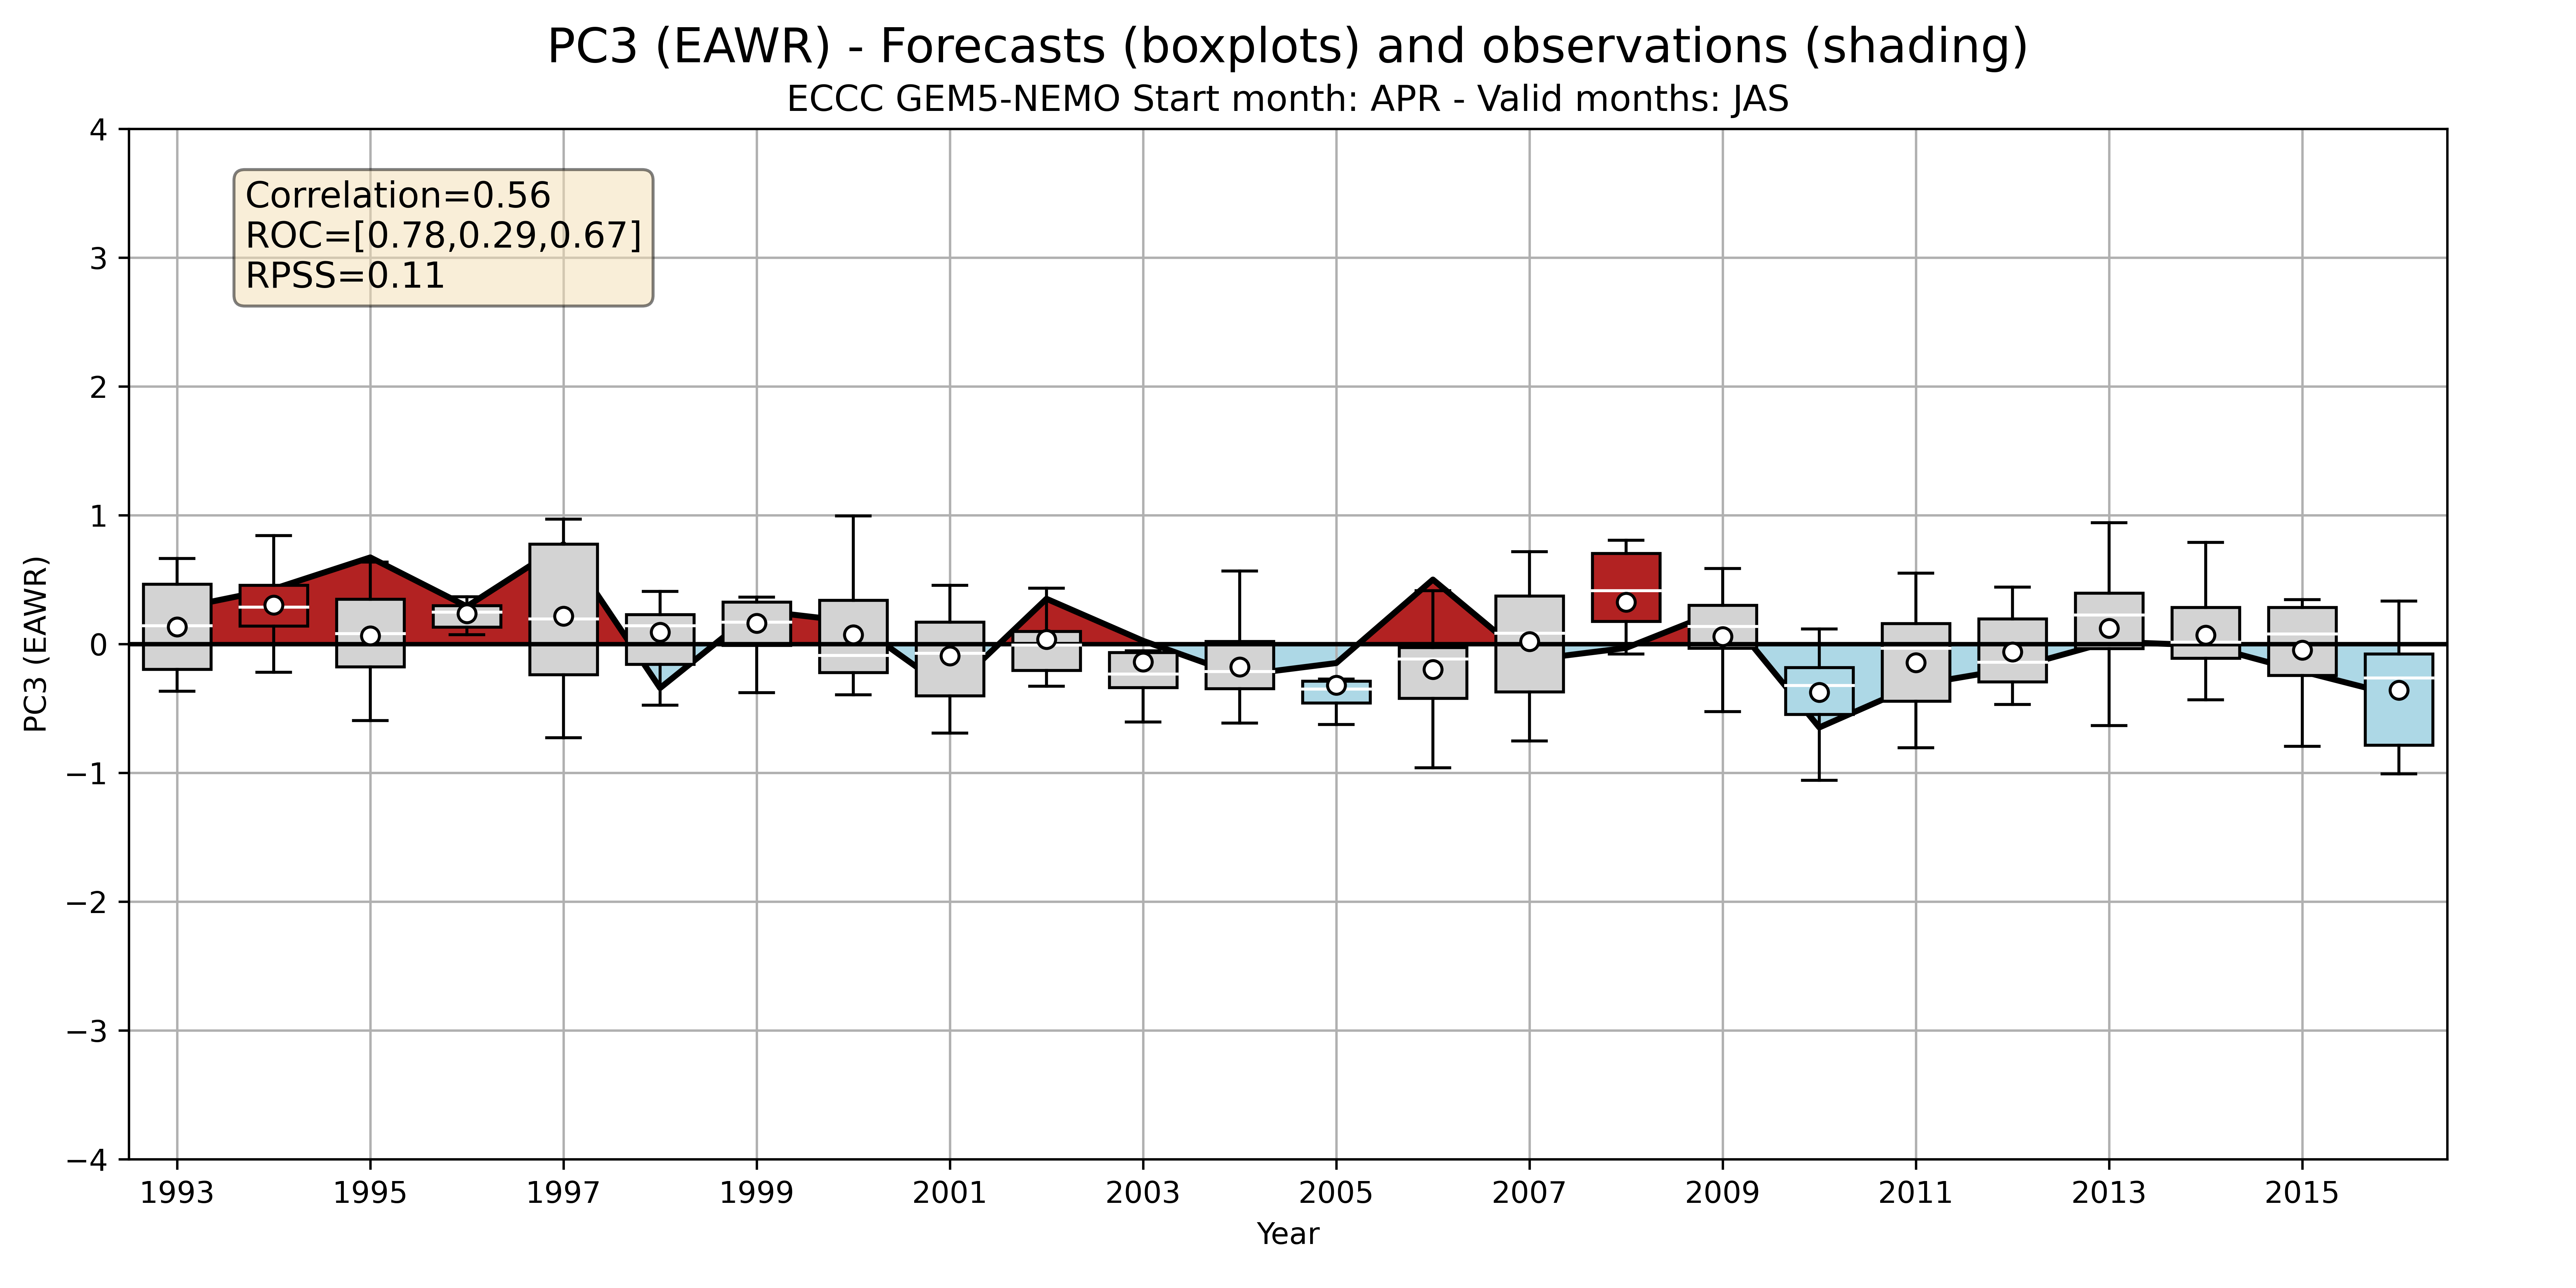 PC3 (EAWR) - Forecasts (boxplots) and observations (shading)
ECCC GEM5-NEMO Start month: APR - Valid months: JAS
Correlation=0.56
ROC=[0.78,0.29,0.67]
RPSS=0.11
PC3 (EAWR)
4
3
2
1
0
−1
−2
−3
−4
1993 1995 1997 1999 2001 2003 2005 2007 2009 2011 2013 2015
Year